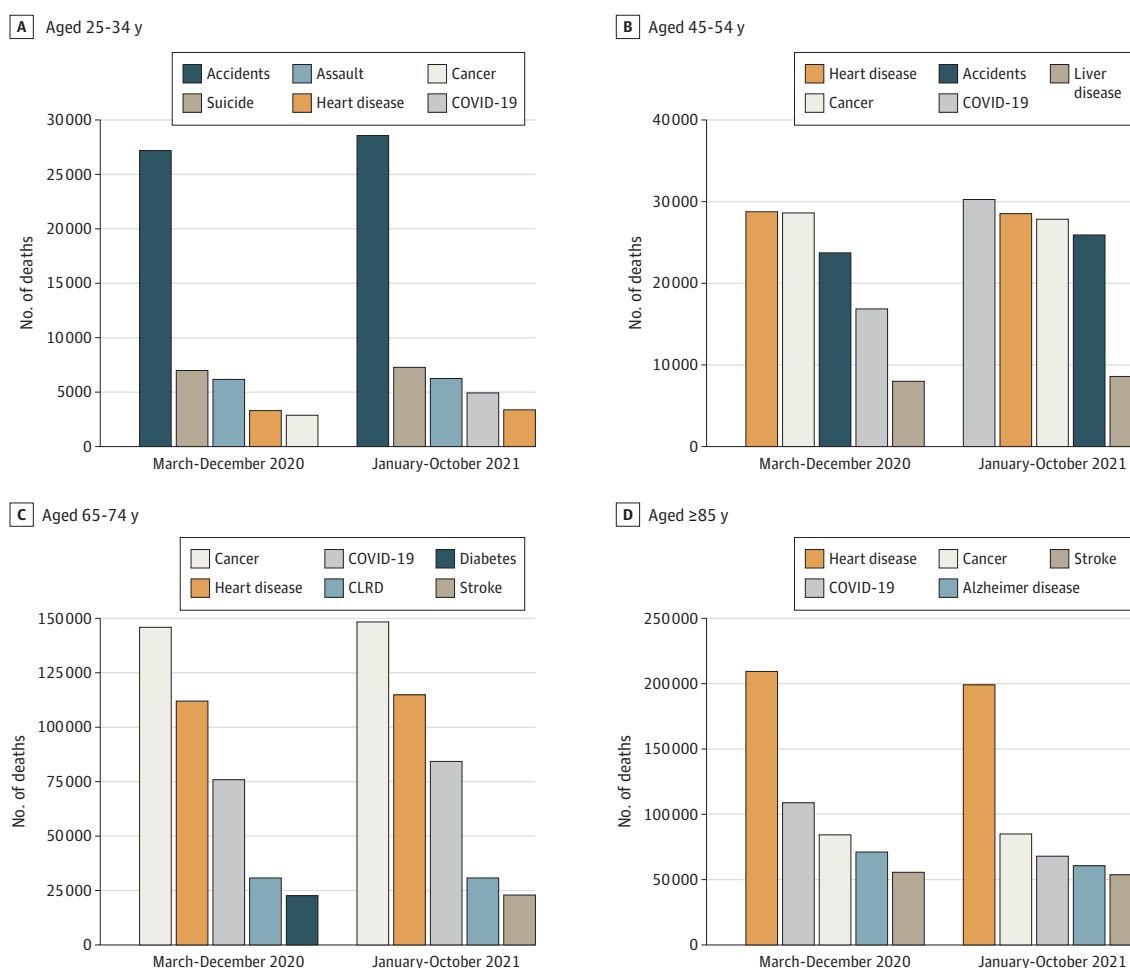 A Aged 25-34 y
Accidents Assault Cancer
Suicide Heart disease COVID-19
30000
25000
20000
15000
10000
5000
0
No. of deaths
March-December 2020 January-October 2021
B Aged 45-54 y
Heart disease Accidents Liver disease
Cancer COVID-19
40000
30000
20000
10000
0
No. of deaths
March-December 2020 January-October 2021
C Aged 65-74 y
Cancer COVID-19 Diabetes
Heart disease CLRD Stroke
150000
125000
100000
75000
50000
25000
0
No. of deaths
March-December 2020 January-October 2021
D Aged ≥85 y
Heart disease Cancer Stroke
COVID-19 Alzheimer disease
250000
200000
150000
100000
50000
0
No. of deaths
March-December 2020 January-October 2021